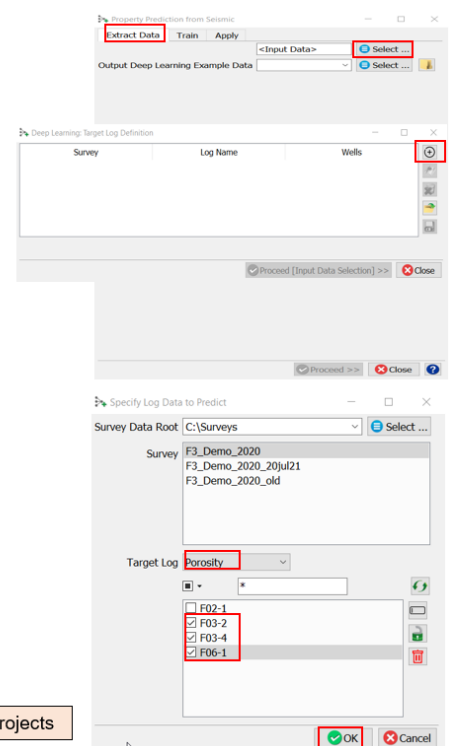 Property Prediction from Seismic
Extract Data Train Apply
<Input Data> Select ...
Output Deep Learning Example Data Select ...
Deep Learning: Target Log Definition
Survey Log Name Wells
Proceed [Input Data Selection] >> Close
Proceed >> Close ?
Specify Log Data to Predict
Survey Data Root C:\Surveys Select ...
Survey F3_Demo_2020
F3_Demo_2020_20jul21
F3_Demo_2020_old
Target Log Porosity
*
F02-1
F03-2
F03-4
F06-1
rojects
OK Cancel